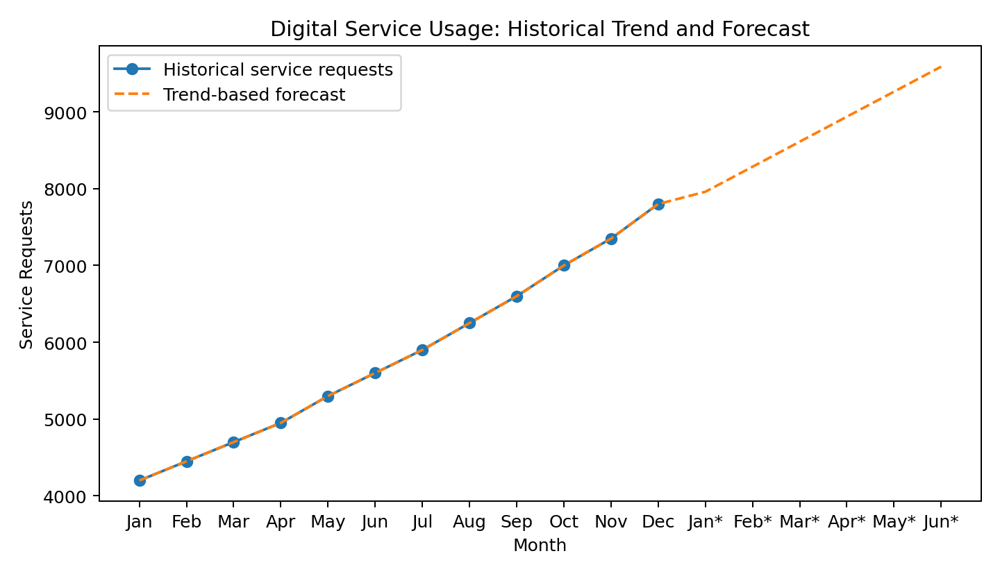 Digital Service Usage: Historical Trend and Forecast
Historical service requests
Trend-based forecast
Service Requests
9000
8000
7000
6000
5000
4000
Jan Feb Mar Apr May Jun Jul Aug Sep Oct Nov Dec Jan* Feb* Mar* Apr* May* Jun*
Month